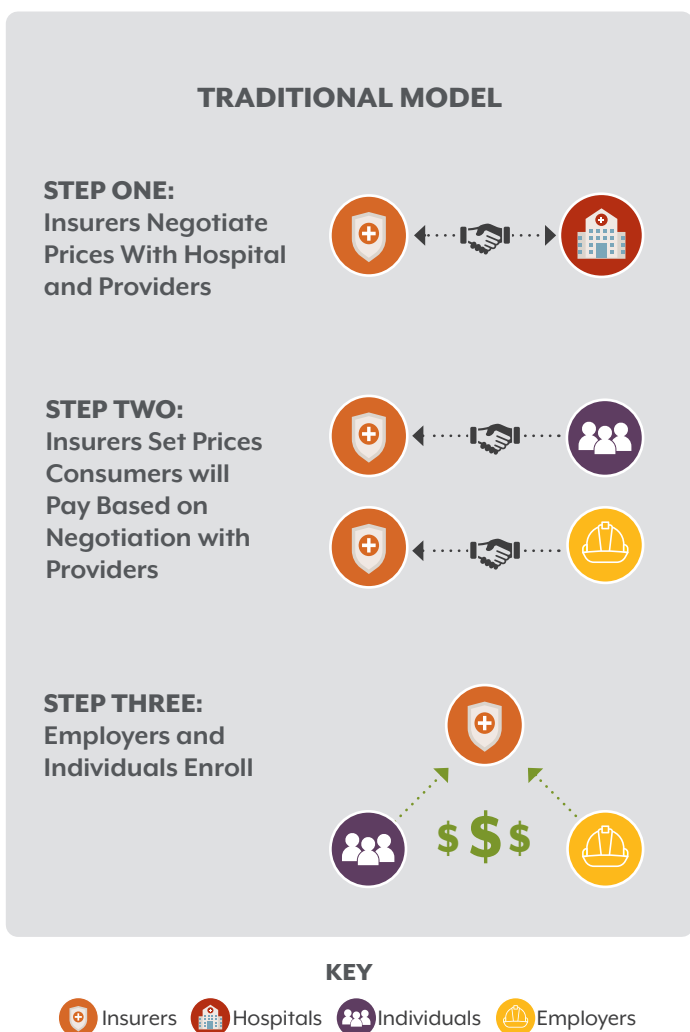 TRADITIONAL MODEL
STEP ONE:
Insurers Negotiate
Prices With Hospital
and Providers
STEP TWO:
Insurers Set Prices
Consumers will
Pay Based on
Negotiation with
Providers
STEP THREE:
Employers and
Individuals Enroll
$ $ $
KEY
Insurers Hospitals Individuals Employers